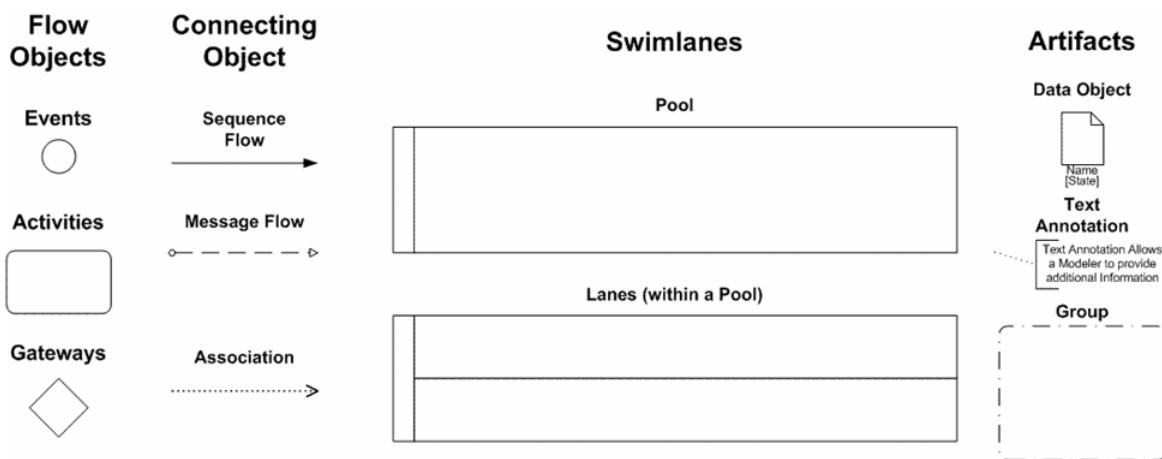 Flow
Objects
Connecting
Object
Swimlanes
Artifacts
Events
Sequence
Flow
Pool
Data Object
Name
[State]
Activities
Message Flow
Text
Annotation
Text Annotation Allows
a Modeler to provide
additional Information
Lanes (within a Pool)
Group
Gateways
Association